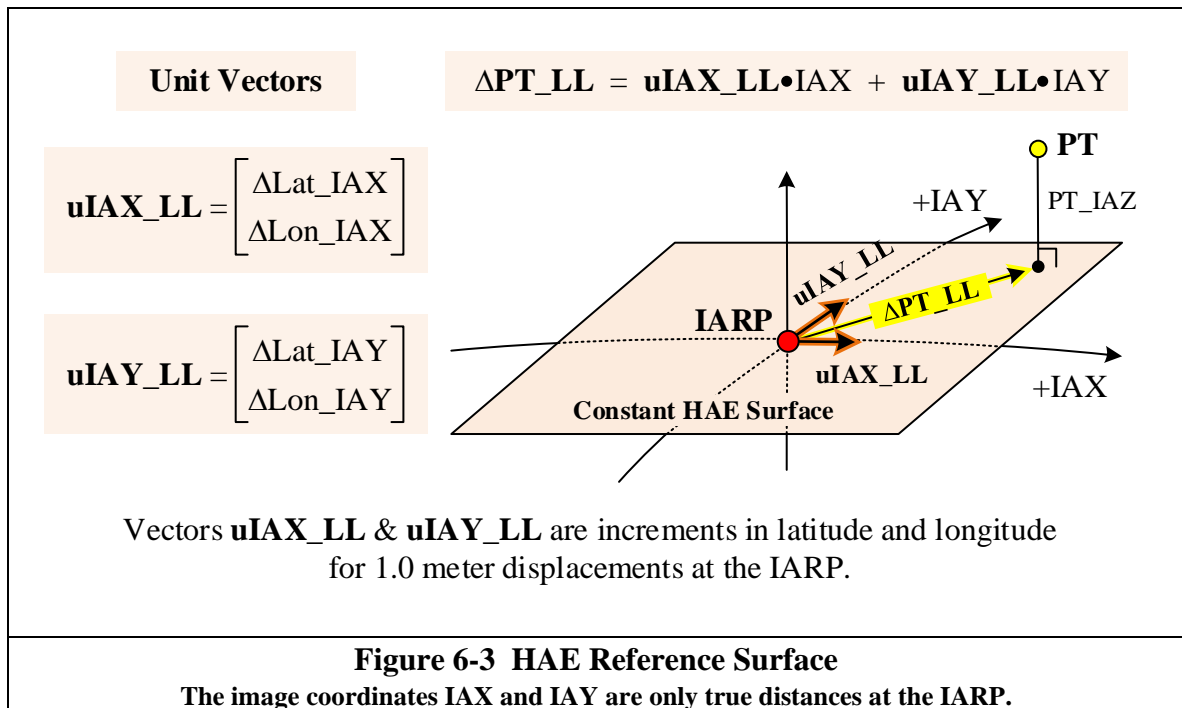 Unit Vectors
ΔPT_LL = uIAX_LL•IAX + uIAY_LL•IAY
uIAX_LL = [ΔLat_IAX
ΔLon_IAX]
uIAY_LL = [ΔLat_IAY
ΔLon_IAY]
PT
PT_IAZ
+IAY
uIAY_LL
ΔPT_LL
IARP
uIAX_LL
+IAX
Constant HAE Surface
Vectors uIAX_LL & uIAY_LL are increments in latitude and longitude
for 1.0 meter displacements at the IARP.
Figure 6-3 HAE Reference Surface
The image coordinates IAX and IAY are only true distances at the IARP.